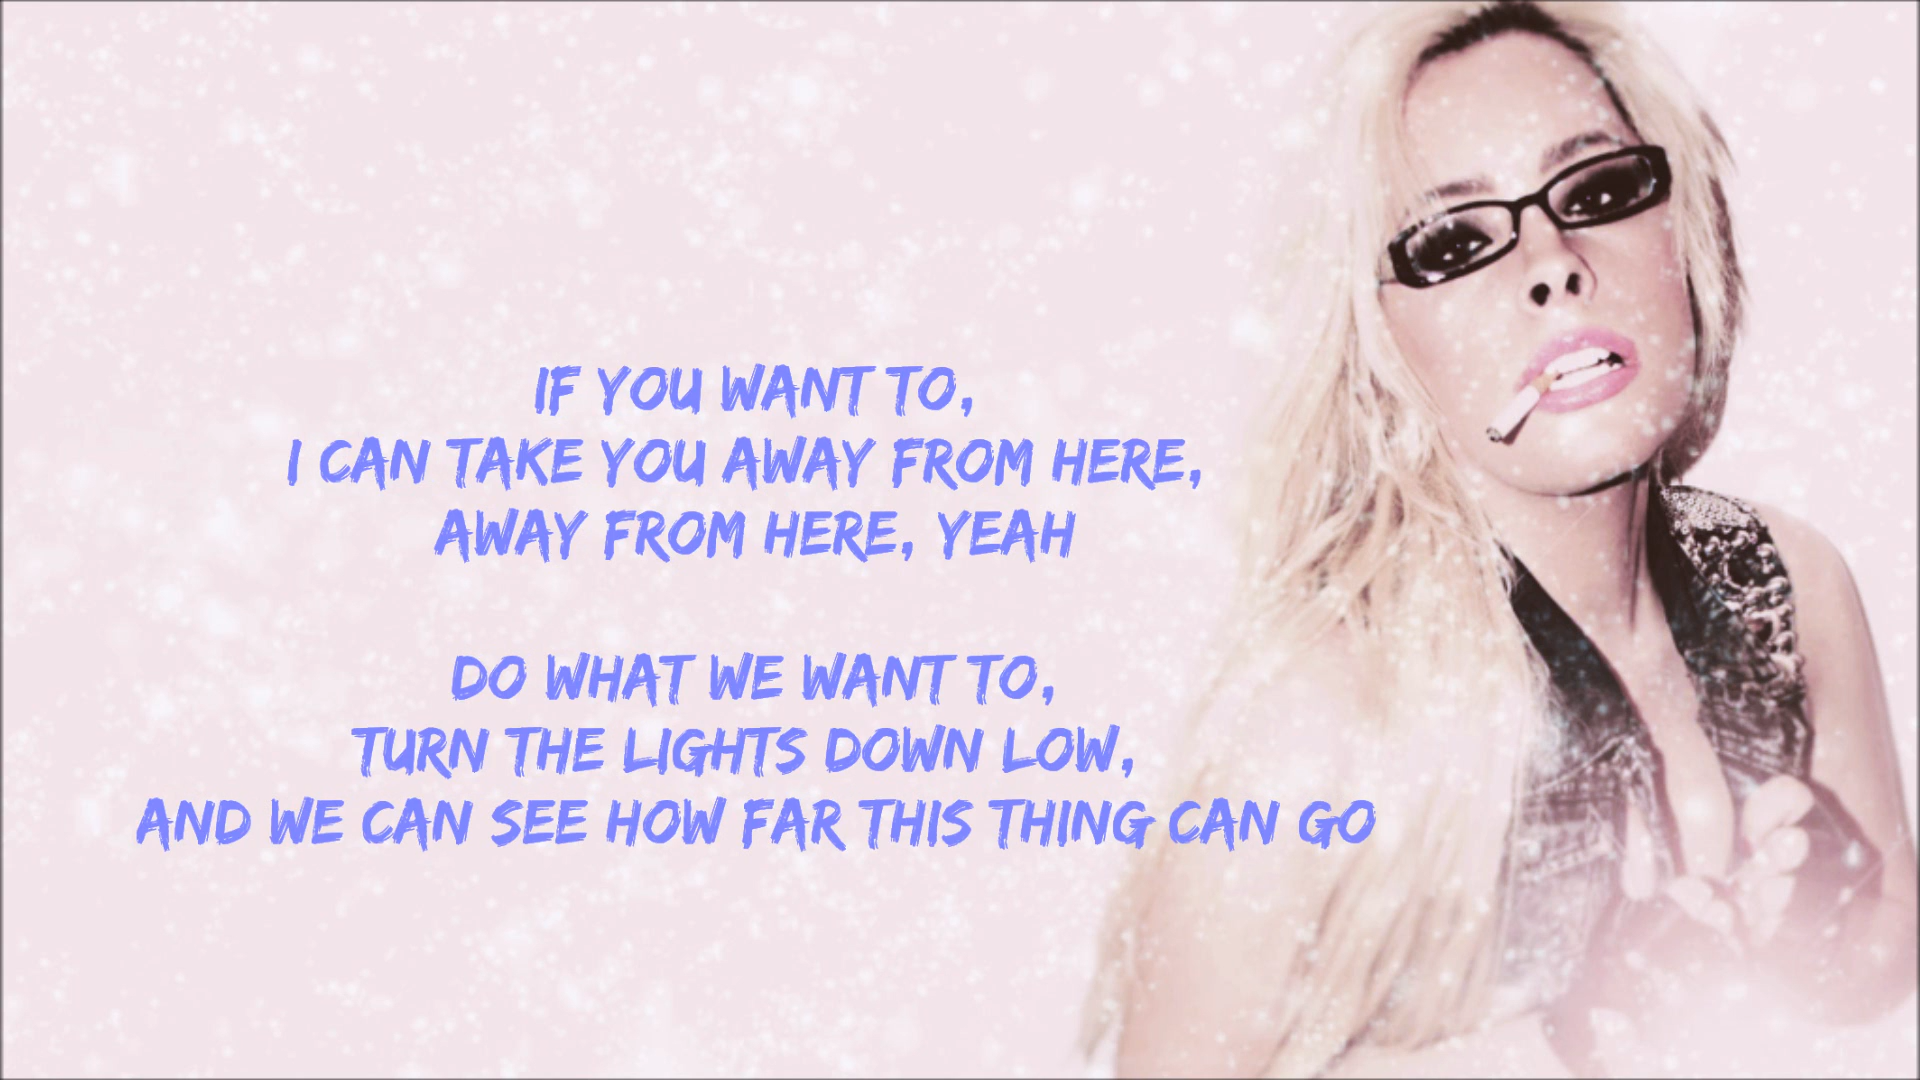 IF YOU WANT TO,
I CAN TAKE YOU AWAY FROM HERE,
AWAY FROM HERE, YEAH
DO WHAT WE WANT TO,
TURN THE LIGHTS DOWN LOW,
AND WE CAN SEE HOW FAR THIS THING CAN GO